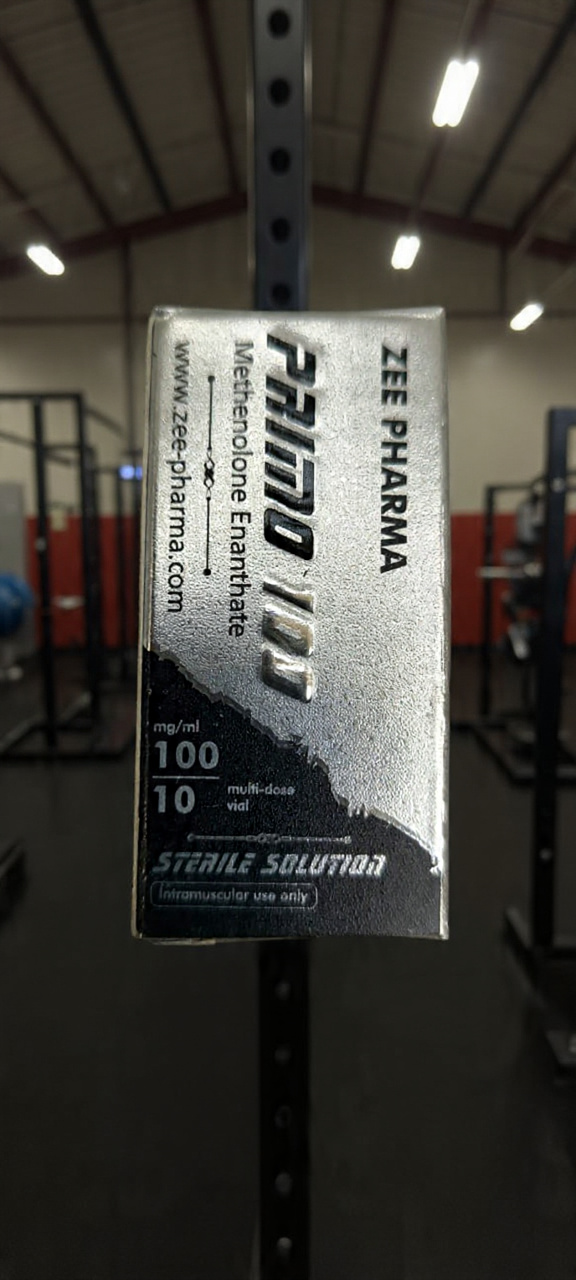 ZEE PHARMA
PRIMO 100
Methenolone Enanthate
www.zee-pharma.com
mg/ml
100
10
multi-dose
vial
STERILE SOLUTION
Intramuscular use only